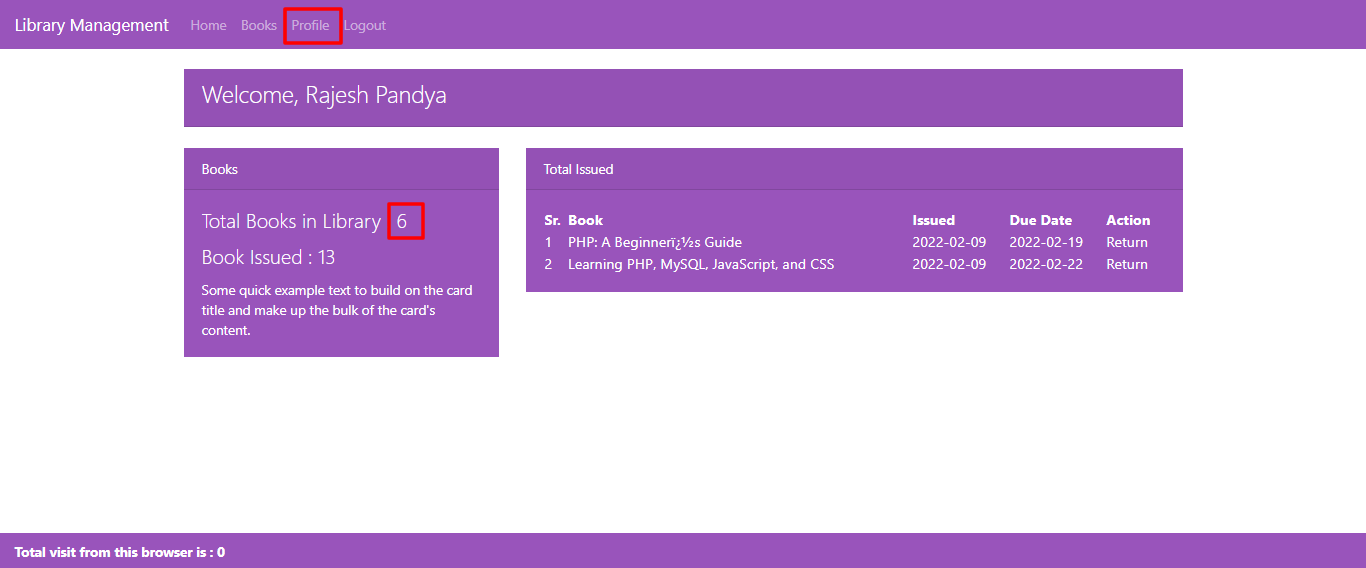 Library Management Home Books Profile Logout
Welcome, Rajesh Pandya
Books
Total Books in Library 6
Book Issued : 13
Some quick example text to build on the card
title and make up the bulk of the card's
content.
Total Issued
Sr. Book Issued Due Date Action
1 PHP: A Beginnerï¿½s Guide 2022-02-09 2022-02-19 Return
2 Learning PHP, MySQL, JavaScript, and CSS 2022-02-09 2022-02-22 Return
Total visit from this browser is : 0